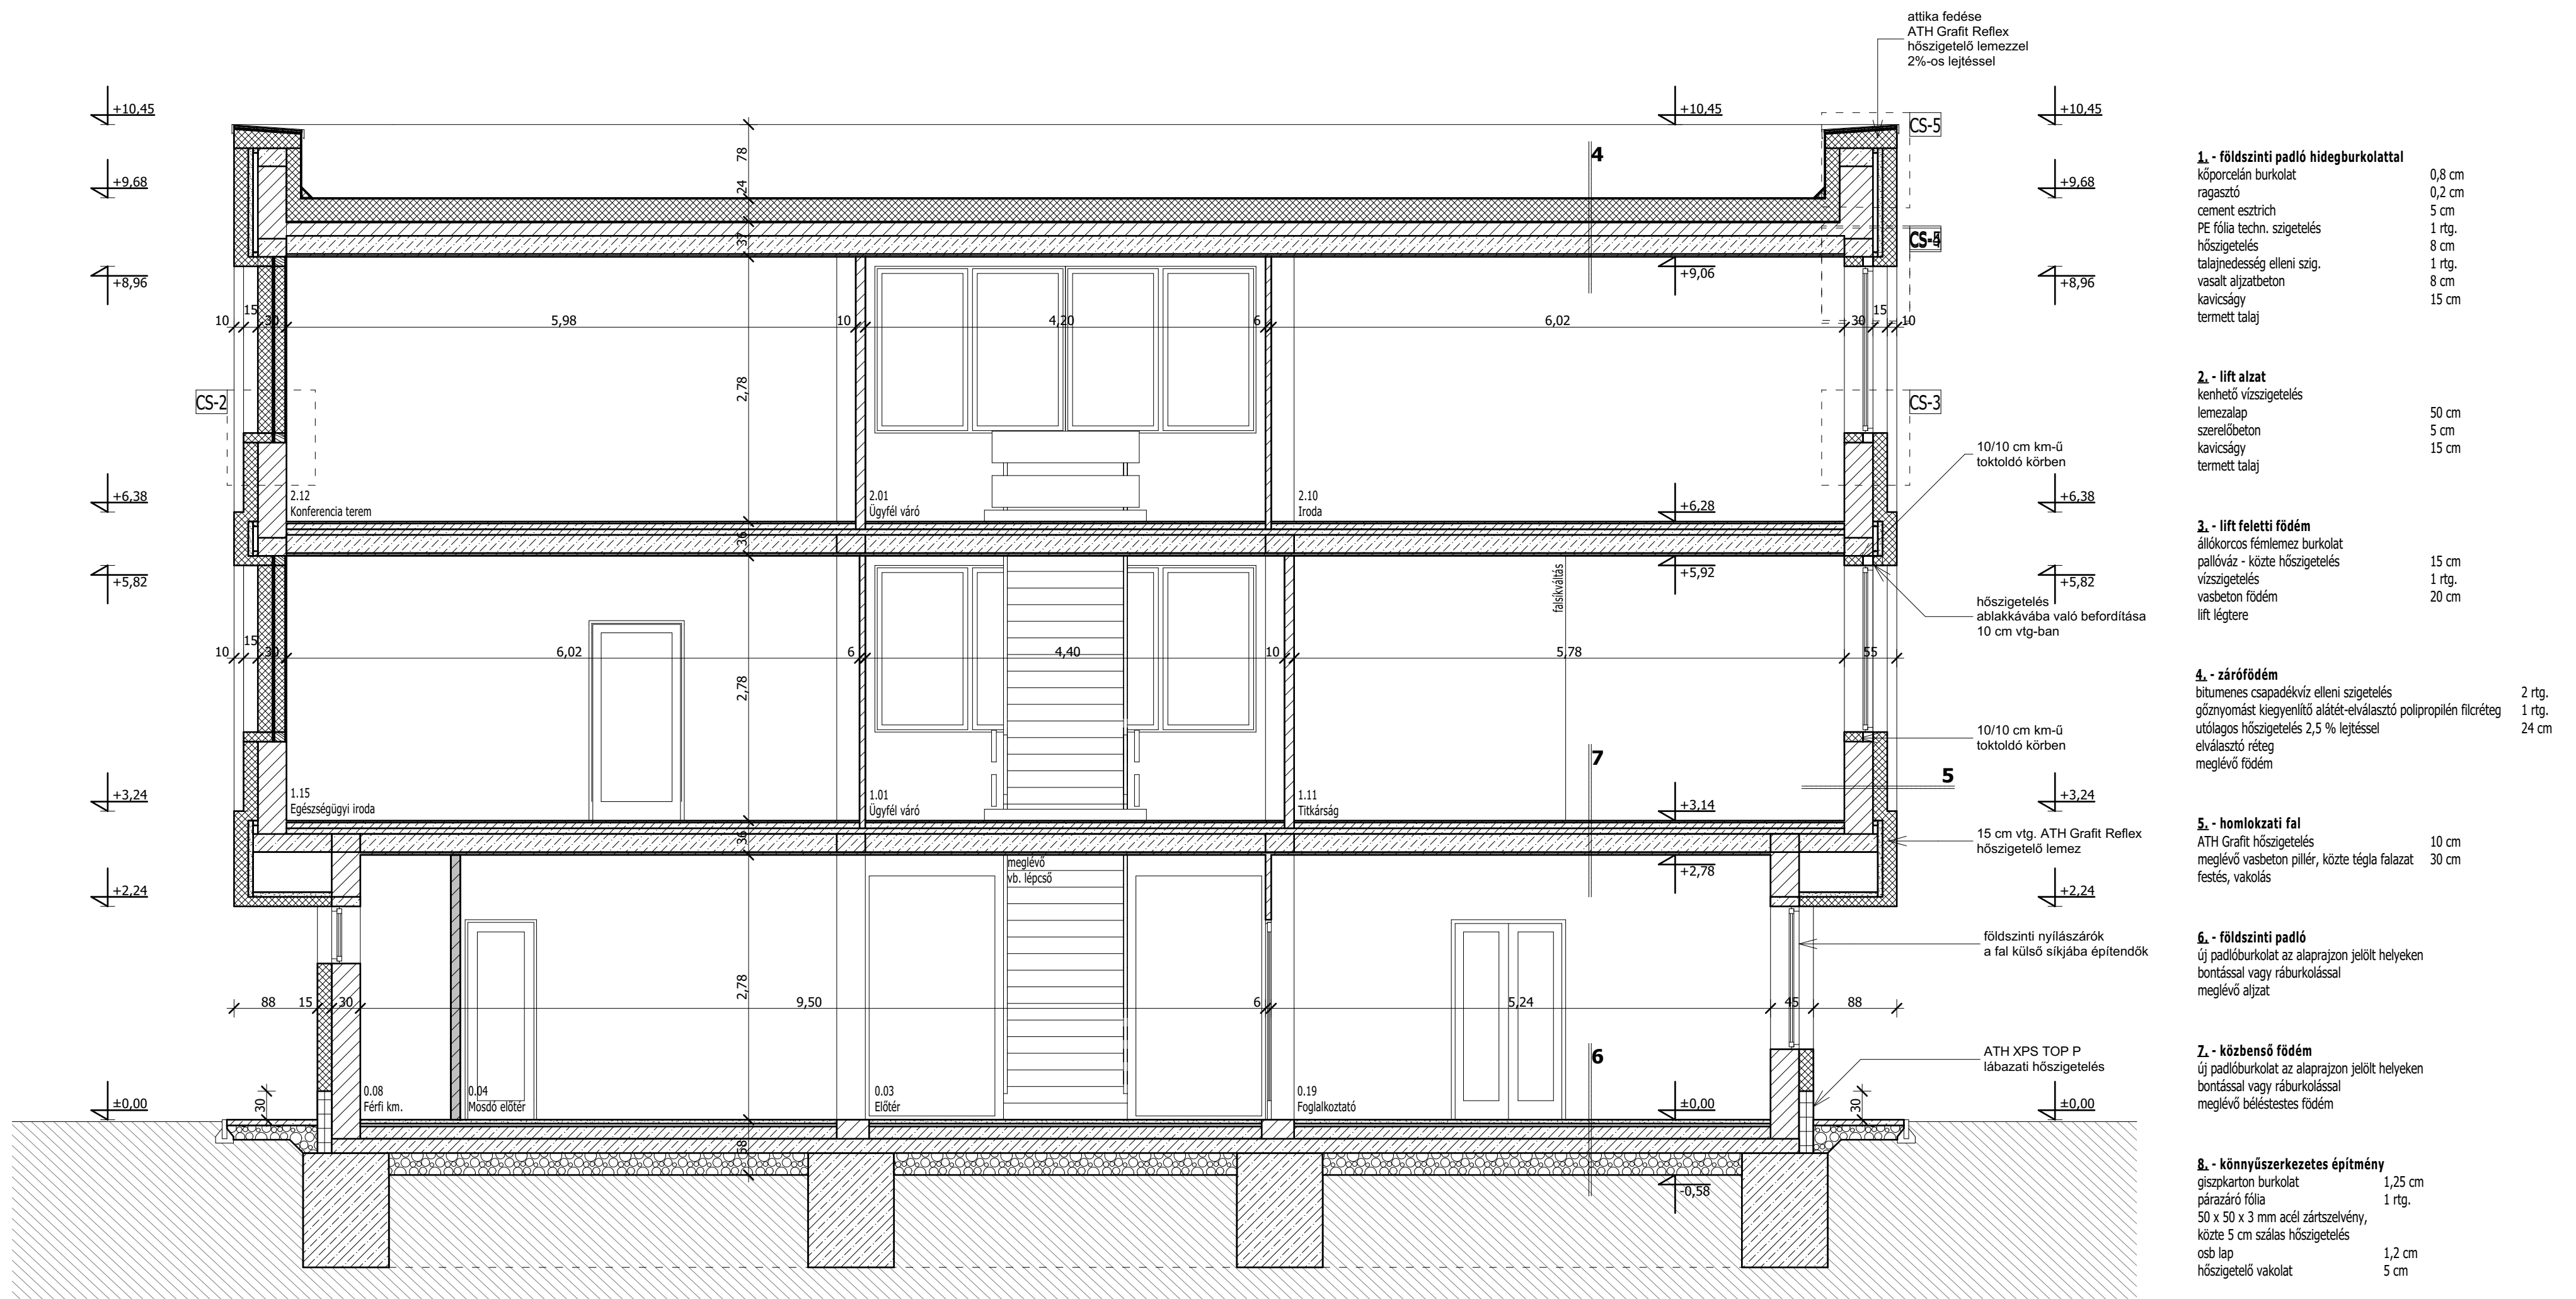 attika fedése
ATH Grafit Reflex
hőszigetelő lemezzel
2%-os lejtéssel
+10,45
+10,45
+10,45
CS-5
78
4
+9,68
24
+9,68
37
+8,96
+9,06
+8,96
10
15
30
5,98
10
4,20
6
6,02
30
15
10
CS-2
2,78
CS-3
10/10 cm km-ű
toktoldó körben
+6,38
2.12
Konferencia terem
2.01
Ügyfél váró
2.10
Iroda
+6,28
+6,38
36
+5,82
falsíkváltás
+5,92
+5,82
hőszigetelés
ablakkávába való befordítása
10 cm vtg-ban
10
15
30
6,02
6
4,40
10
5,78
55
2,78
10/10 cm km-ű
toktoldó körben
7
5
+3,24
1.15
Egészségügyi iroda
1.01
Ügyfél váró
1.11
Titkárság
+3,14
+3,24
36
15 cm vtg. ATH Grafit Reflex
hőszigetelő lemez
meglévő
vb. lépcső
+2,78
+2,24
+2,24
földszinti nyílászárók
a fal külső síkjába építendők
88
15
30
2,78
9,50
6
5,24
45
88
6
ATH XPS TOP P
lábazati hőszigetelés
±0,00
30
0.08
Férfi km.
0.04
Mosdó előtér
0.03
Előtér
0.19
Foglalkoztató
±0,00
30
±0,00
58
-0,58
1. - földszinti padló hidegburkolattal
kőporcelán burkolat 0,8 cm
ragasztó 0,2 cm
cement esztrich 5 cm
PE fólia techn. szigetelés 1 rtg.
hőszigetelés 8 cm
talajnedesség elleni szig. 1 rtg.
vasalt aljzatbeton 8 cm
kavicságy 15 cm
termett talaj
2. - lift alzat
kenhető vízszigetelés
lemezalap 50 cm
szerelőbeton 5 cm
kavicságy 15 cm
termett talaj
3. - lift feletti födém
állókorcos fémlemez burkolat
pallóváz - közte hőszigetelés 15 cm
vízszigetelés 1 rtg.
vasbeton födém 20 cm
lift légtere
4. - zárófödém
bitumenes csapadékvíz elleni szigetelés 2 rtg.
gőznyomást kiegyenlítő alátét-elválasztó polipropilén filcréteg 1 rtg.
utólagos hőszigetelés 2,5 % lejtéssel 24 cm
elválasztó réteg
meglévő födém
5. - homlokzati fal
ATH Grafit hőszigetelés 10 cm
meglévő vasbeton pillér, közte tégla falazat 30 cm
festés, vakolás
6. - földszinti padló
új padlóburkolat az alaprajzon jelölt helyeken
bontással vagy ráburkolással
meglévő aljzat
7. - közbenső födém
új padlóburkolat az alaprajzon jelölt helyeken
bontással vagy ráburkolással
meglévő béléstestes födém
8. - könnyűszerkezetes építmény
giszpkarton burkolat 1,25 cm
párazáró fólia 1 rtg.
50 x 50 x 3 mm acél zártszelvény,
közte 5 cm szálas hőszigetelés
osb lap 1,2 cm
hőszigetelő vakolat 5 cm